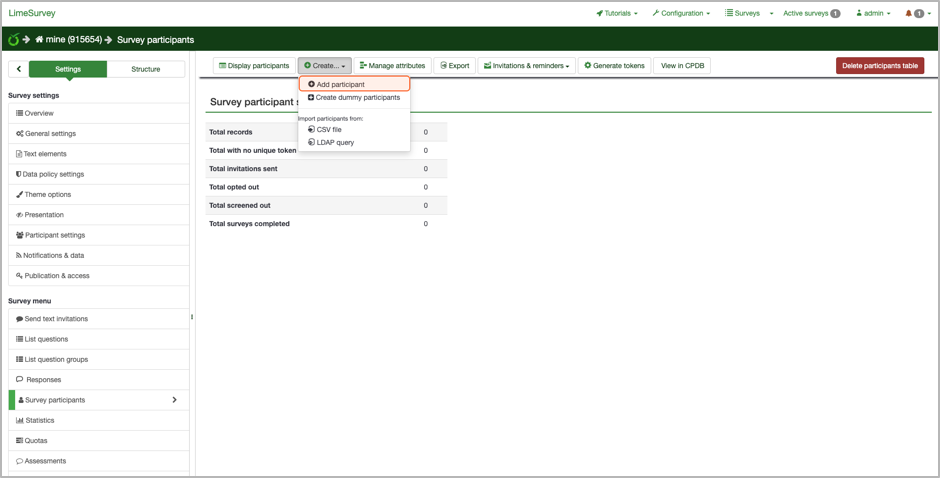 LimeSurvey
Tutorials
Configuration
Surveys
Active surveys 1
admin
1
mine (915654)
Survey participants
Settings
Structure
Display participants
Create...
Manage attributes
Export
Invitations & reminders
Generate tokens
View in CPDB
Delete participants table
Add participant
Create dummy participants
Import participants from:
CSV file
LDAP query
Survey settings
Overview
General settings
Text elements
Data policy settings
Theme options
Presentation
Participant settings
Notifications & data
Publication & access
Survey menu
Send text invitations
List questions
List question groups
Responses
Survey participants
Statistics
Quotas
Assessments
Survey participant s
Total records 0
Total with no unique token 0
Total invitations sent 0
Total opted out 0
Total screened out 0
Total surveys completed 0